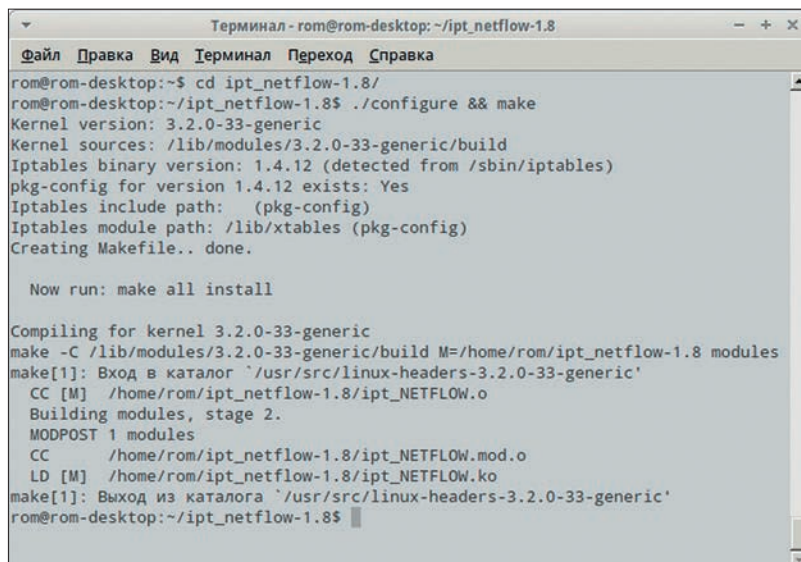 Терминал - rom@rom-desktop: ~/ipt_netflow-1.8
Файл Правка Вид Терминал Переход Справка
rom@rom-desktop:~$ cd ipt_netflow-1.8/
rom@rom-desktop:~/ipt_netflow-1.8$ ./configure && make
Kernel version: 3.2.0-33-generic
Kernel sources: /lib/modules/3.2.0-33-generic/build
Iptables binary version: 1.4.12 (detected from /sbin/iptables)
pkg-config for version 1.4.12 exists: Yes
Iptables include path:   (pkg-config)
Iptables module path: /lib/xtables (pkg-config)
Creating Makefile.. done.
  Now run: make all install
Compiling for kernel 3.2.0-33-generic
make -C /lib/modules/3.2.0-33-generic/build M=/home/rom/ipt_netflow-1.8 modules
make[1]: Вход в каталог `/usr/src/linux-headers-3.2.0-33-generic'
  CC [M]  /home/rom/ipt_netflow-1.8/ipt_NETFLOW.o
  Building modules, stage 2.
  MODPOST 1 modules
  CC      /home/rom/ipt_netflow-1.8/ipt_NETFLOW.mod.o
  LD [M]  /home/rom/ipt_netflow-1.8/ipt_NETFLOW.ko
make[1]: Выход из каталога `/usr/src/linux-headers-3.2.0-33-generic'
rom@rom-desktop:~/ipt_netflow-1.8$